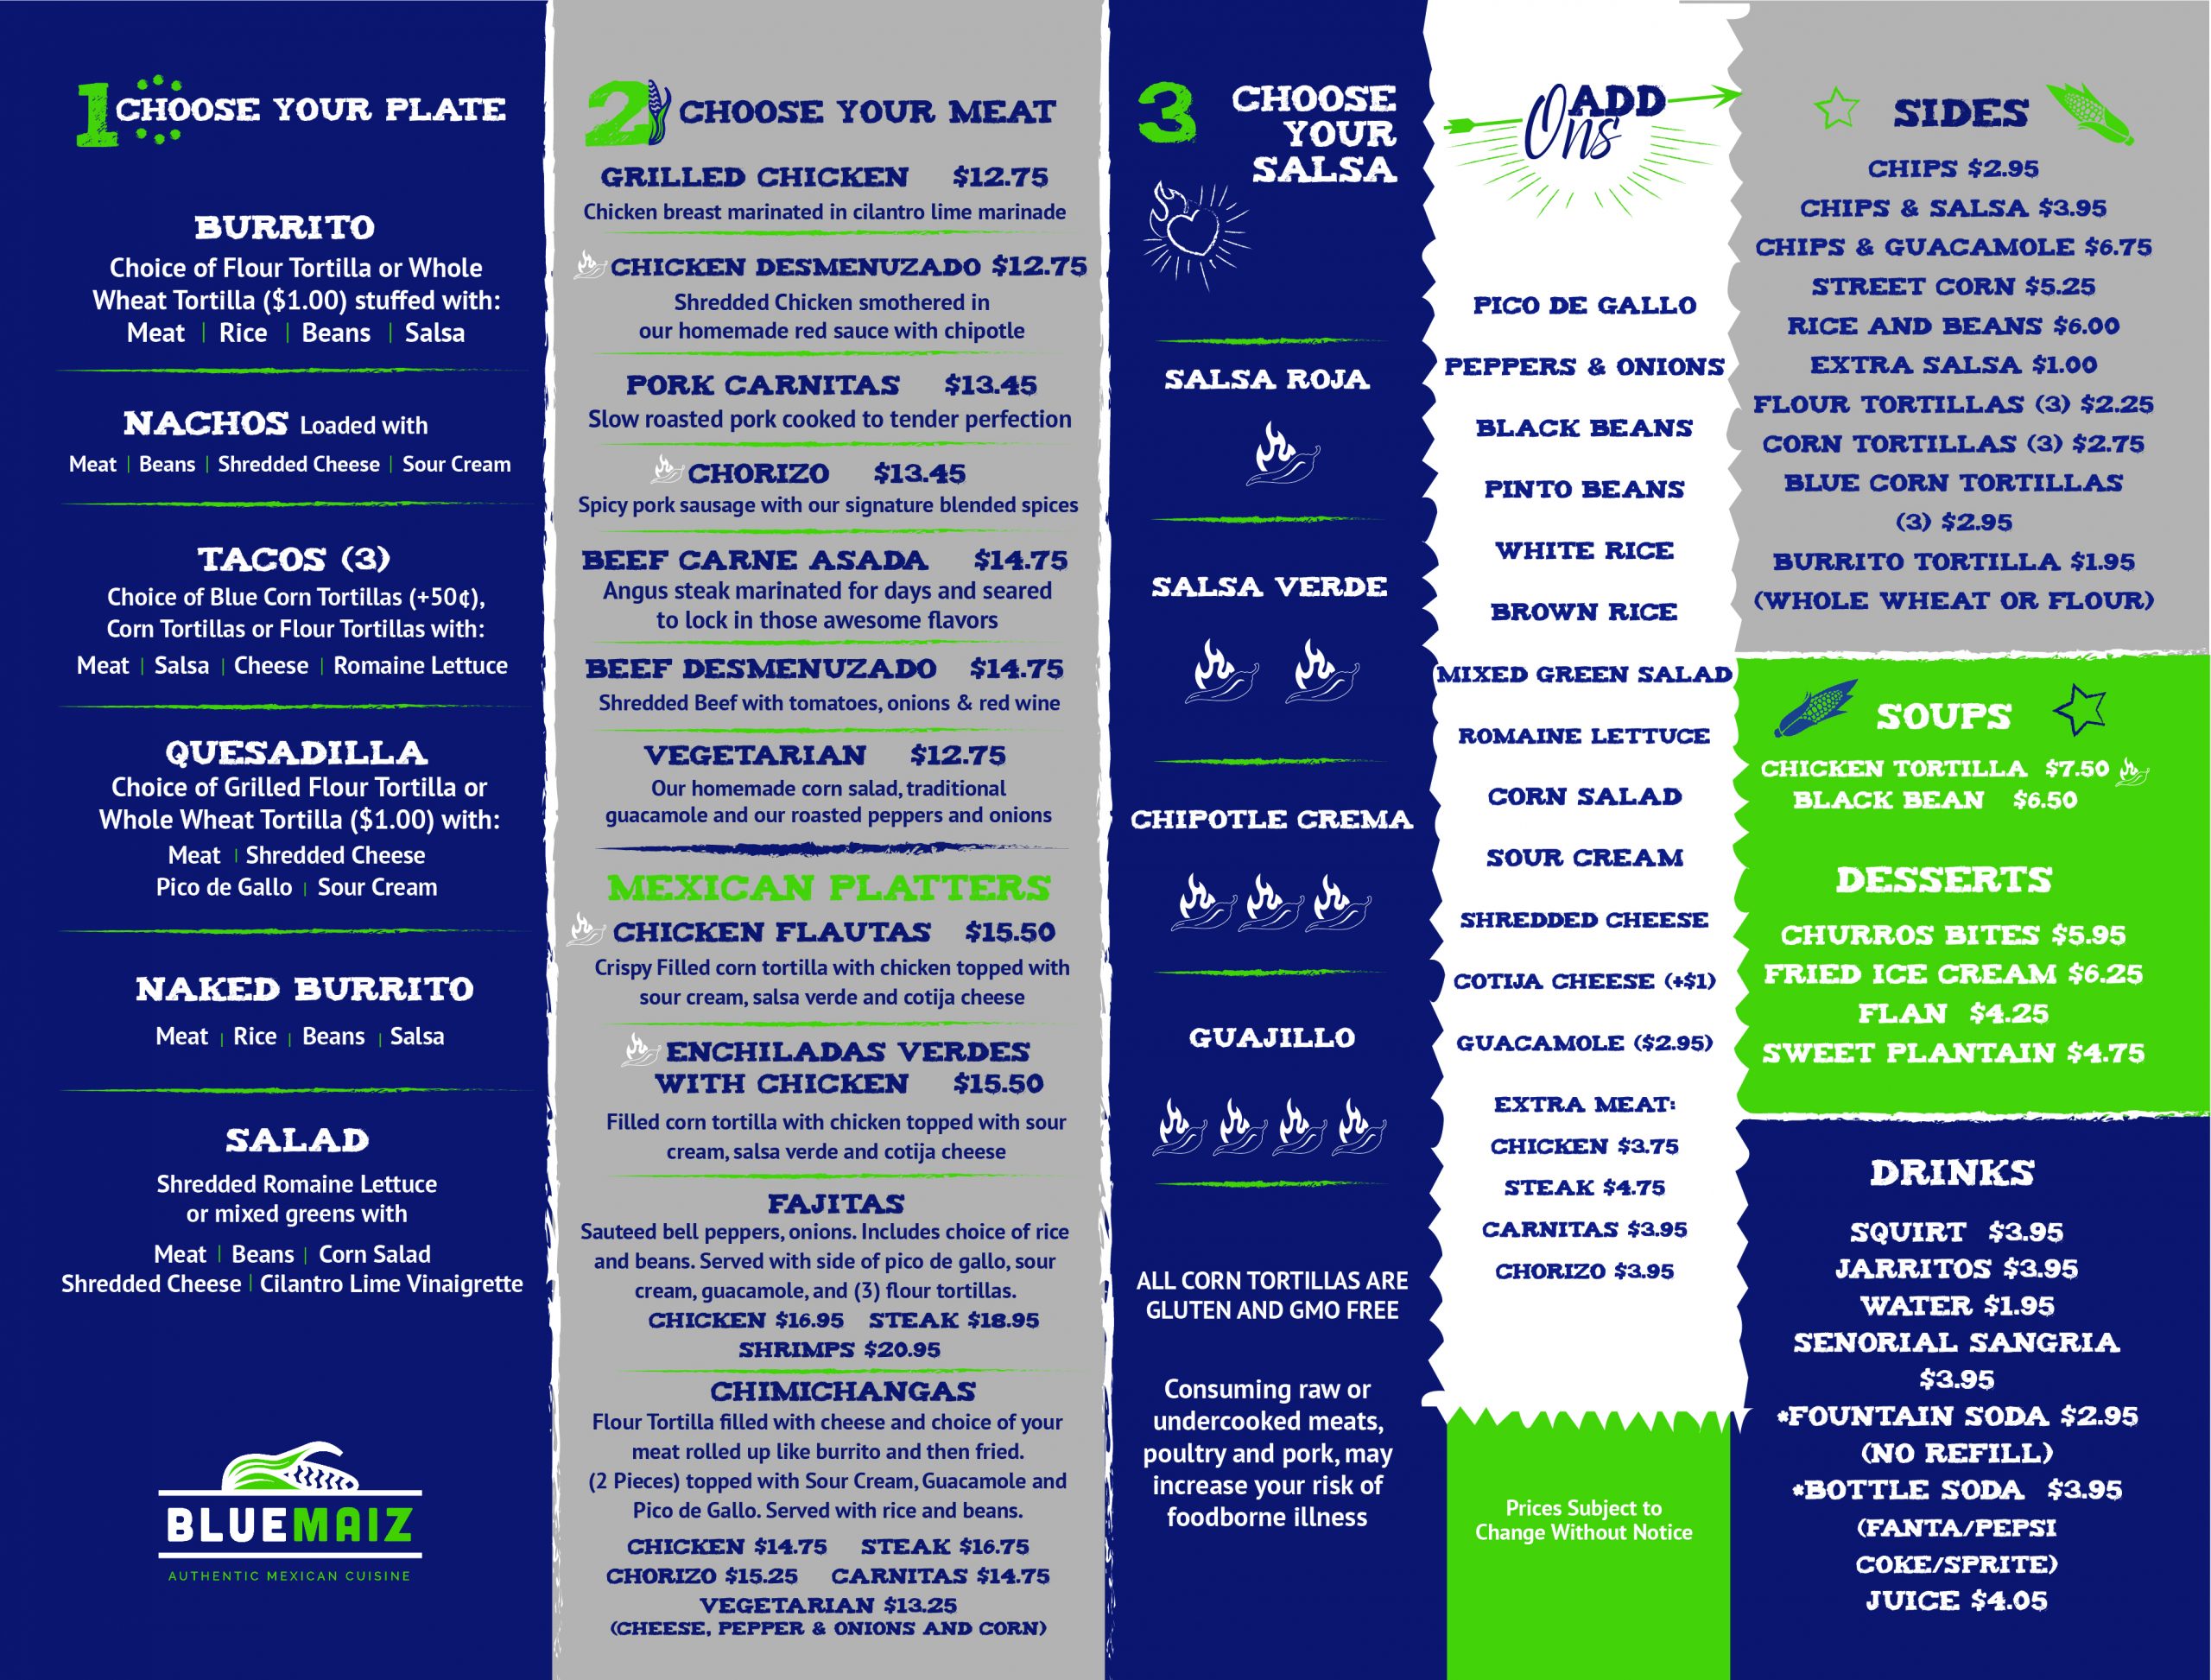 1 CHOOSE YOUR PLATE
BURRITO
Choice of Flour Tortilla or Whole
Wheat Tortilla ($1.00) stuffed with:
Meat | Rice | Beans | Salsa
NACHOS Loaded with
Meat | Beans | Shredded Cheese | Sour Cream
TACOS (3)
Choice of Blue Corn Tortillas (+50¢),
Corn Tortillas or Flour Tortillas with:
Meat | Salsa | Cheese | Romaine Lettuce
QUESADILLA
Choice of Grilled Flour Tortilla or
Whole Wheat Tortilla ($1.00) with:
Meat | Shredded Cheese
Pico de Gallo | Sour Cream
NAKED BURRITO
Meat | Rice | Beans | Salsa
SALAD
Shredded Romaine Lettuce
or mixed greens with
Meat | Beans | Corn Salad
Shredded Cheese | Cilantro Lime Vinaigrette
BLUEMAIZ
AUTHENTIC MEXICAN CUISINE
2 CHOOSE YOUR MEAT
GRILLED CHICKEN $12.75
Chicken breast marinated in cilantro lime marinade
CHICKEN DESMENUZADO $12.75
Shredded Chicken smothered in
our homemade red sauce with chipotle
PORK CARNITAS $13.45
Slow roasted pork cooked to tender perfection
CHORIZO $13.45
Spicy pork sausage with our signature blended spices
BEEF CARNE ASADA $14.75
Angus steak marinated for days and seared
to lock in those awesome flavors
BEEF DESMENUZADO $14.75
Shredded Beef with tomatoes, onions & red wine
VEGETARIAN $12.75
Our homemade corn salad, traditional
guacamole and our roasted peppers and onions
MEXICAN PLATTERS
CHICKEN FLAUTAS $15.50
Crispy Filled corn tortilla with chicken topped with
sour cream, salsa verde and cotija cheese
ENCHILADAS VERDES
WITH CHICKEN $15.50
Filled corn tortilla with chicken topped with sour
cream, salsa verde and cotija cheese
FAJITAS
Sauteed bell peppers, onions. Includes choice of rice
and beans. Served with side of pico de gallo, sour
cream, guacamole, and (3) flour tortillas.
CHICKEN $16.95 STEAK $18.95
SHRIMPS $20.95
CHIMICHANGAS
Flour Tortilla filled with cheese and choice of your
meat rolled up like burrito and then fried.
(2 Pieces) topped with Sour Cream, Guacamole and
Pico de Gallo. Served with rice and beans.
CHICKEN $14.75 STEAK $16.75
CHORIZO $15.25 CARNITAS $14.75
VEGETARIAN $13.25
(CHEESE, PEPPER & ONIONS AND CORN)
3 CHOOSE
YOUR
SALSA
SALSA ROJA
SALSA VERDE
CHIPOTLE CREMA
GUAJILLO
ALL CORN TORTILLAS ARE
GLUTEN AND GMO FREE
Consuming raw or
undercooked meats,
poultry and pork, may
increase your risk of
foodborne illness
ADD
Ons
PICO DE GALLO
PEPPERS & ONIONS
BLACK BEANS
PINTO BEANS
WHITE RICE
BROWN RICE
MIXED GREEN SALAD
ROMAINE LETTUCE
CORN SALAD
SOUR CREAM
SHREDDED CHEESE
COTIJA CHEESE (+$1)
GUACAMOLE ($2.95)
EXTRA MEAT:
CHICKEN $3.75
STEAK $4.75
CARNITAS $3.95
CHORIZO $3.95
Prices Subject to
Change Without Notice
SIDES
CHIPS $2.95
CHIPS & SALSA $3.95
CHIPS & GUACAMOLE $6.75
STREET CORN $5.25
RICE AND BEANS $6.00
EXTRA SALSA $1.00
FLOUR TORTILLAS (3) $2.25
CORN TORTILLAS (3) $2.75
BLUE CORN TORTILLAS
(3) $2.95
BURRITO TORTILLA $1.95
(WHOLE WHEAT OR FLOUR)
SOUPS
CHICKEN TORTILLA $7.50
BLACK BEAN $6.50
DESSERTS
CHURROS BITES $5.95
FRIED ICE CREAM $6.25
FLAN $4.25
SWEET PLANTAIN $4.75
DRINKS
SQUIRT $3.95
JARRITOS $3.95
WATER $1.95
SENORIAL SANGRIA
$3.95
*FOUNTAIN SODA $2.95
(NO REFILL)
*BOTTLE SODA $3.95
(FANTA/PEPSI
COKE/SPRITE)
JUICE $4.05